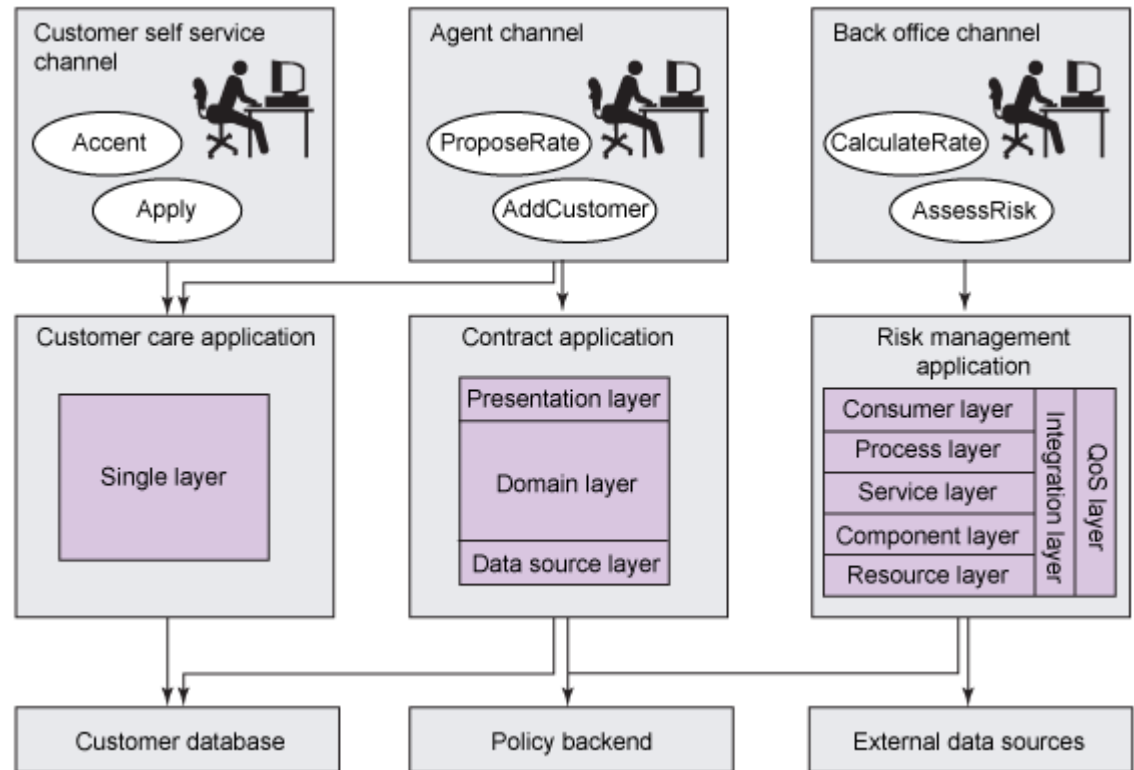 Customer self service
channel
Accent
Apply
Agent channel
ProposeRate
AddCustomer
Back office channel
CalculateRate
AssessRisk
Customer care application
Single layer
Contract application
Presentation layer
Domain layer
Data source layer
Risk management
application
Consumer layer
Process layer
Service layer
Component layer
Resource layer
Integration layer
QoS layer
Customer database
Policy backend
External data sources